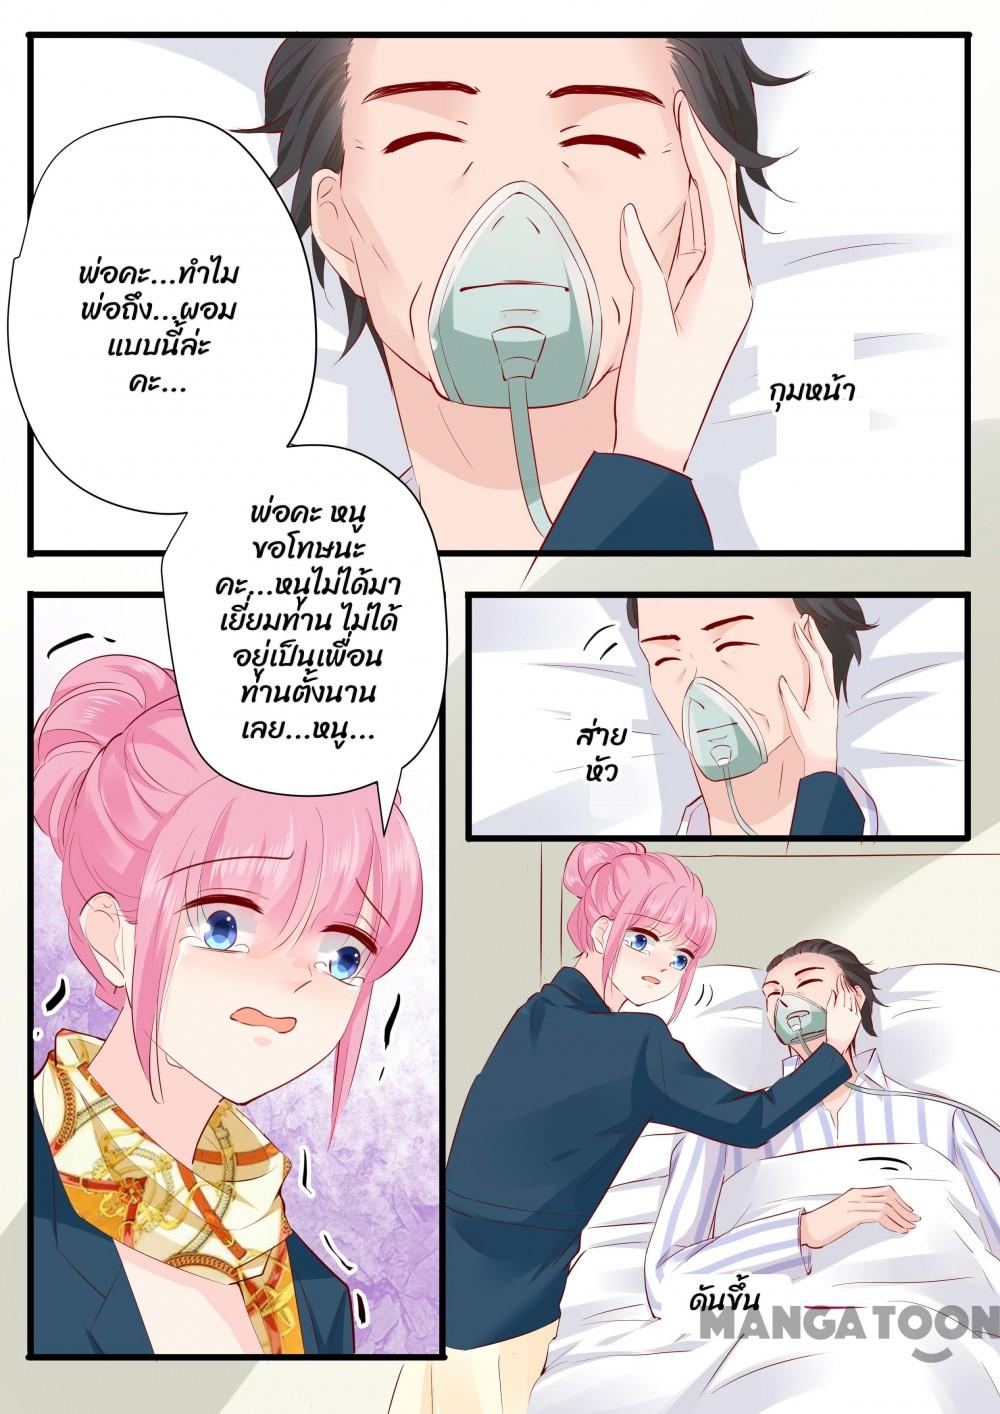 พ่อคะ...ทำไม
พ่อถึง...ผอม
แบบนี้ล่ะ
คะ...
กุมหน้า
พ่อคะ หนู
ขอโทษนะ
คะ...หนูไม่ได้มา
เยี่ยมท่าน ไม่ได้
อยู่เป็นเพื่อน
ท่านตั้งนาน
เลย...หนู...
ส่าย
หัว
ดันขึ้น
MANGATOON